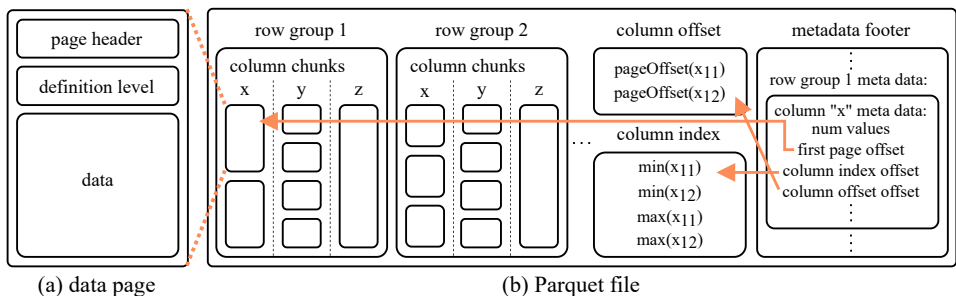 page header
definition level
data
(a) data page
row group 1
column chunks
x y z
row group 2
column chunks
x y z
...
column offset
pageOffset(x11)
pageOffset(x12)
column index
min(x11)
min(x12)
max(x11)
max(x12)
metadata footer
row group 1 meta data:
column "x" meta data:
num values
first page offset
column index offset
column offset offset
(b) Parquet file